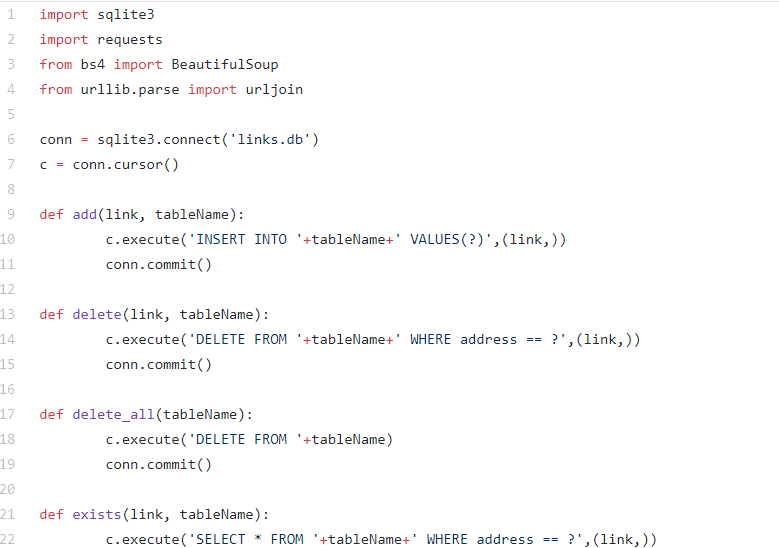 1 import sqlite3
2 import requests
3 from bs4 import BeautifulSoup
4 from urllib.parse import urljoin
5
6 conn = sqlite3.connect('links.db')
7 c = conn.cursor()
8
9 def add(link, tableName):
10         c.execute('INSERT INTO '+tableName+' VALUES(?)',(link,))
11         conn.commit()
12
13 def delete(link, tableName):
14         c.execute('DELETE FROM '+tableName+' WHERE address == ?',(link,))
15         conn.commit()
16
17 def delete_all(tableName):
18         c.execute('DELETE FROM '+tableName)
19         conn.commit()
20
21 def exists(link, tableName):
22         c.execute('SELECT * FROM '+tableName+' WHERE address == ?',(link,))